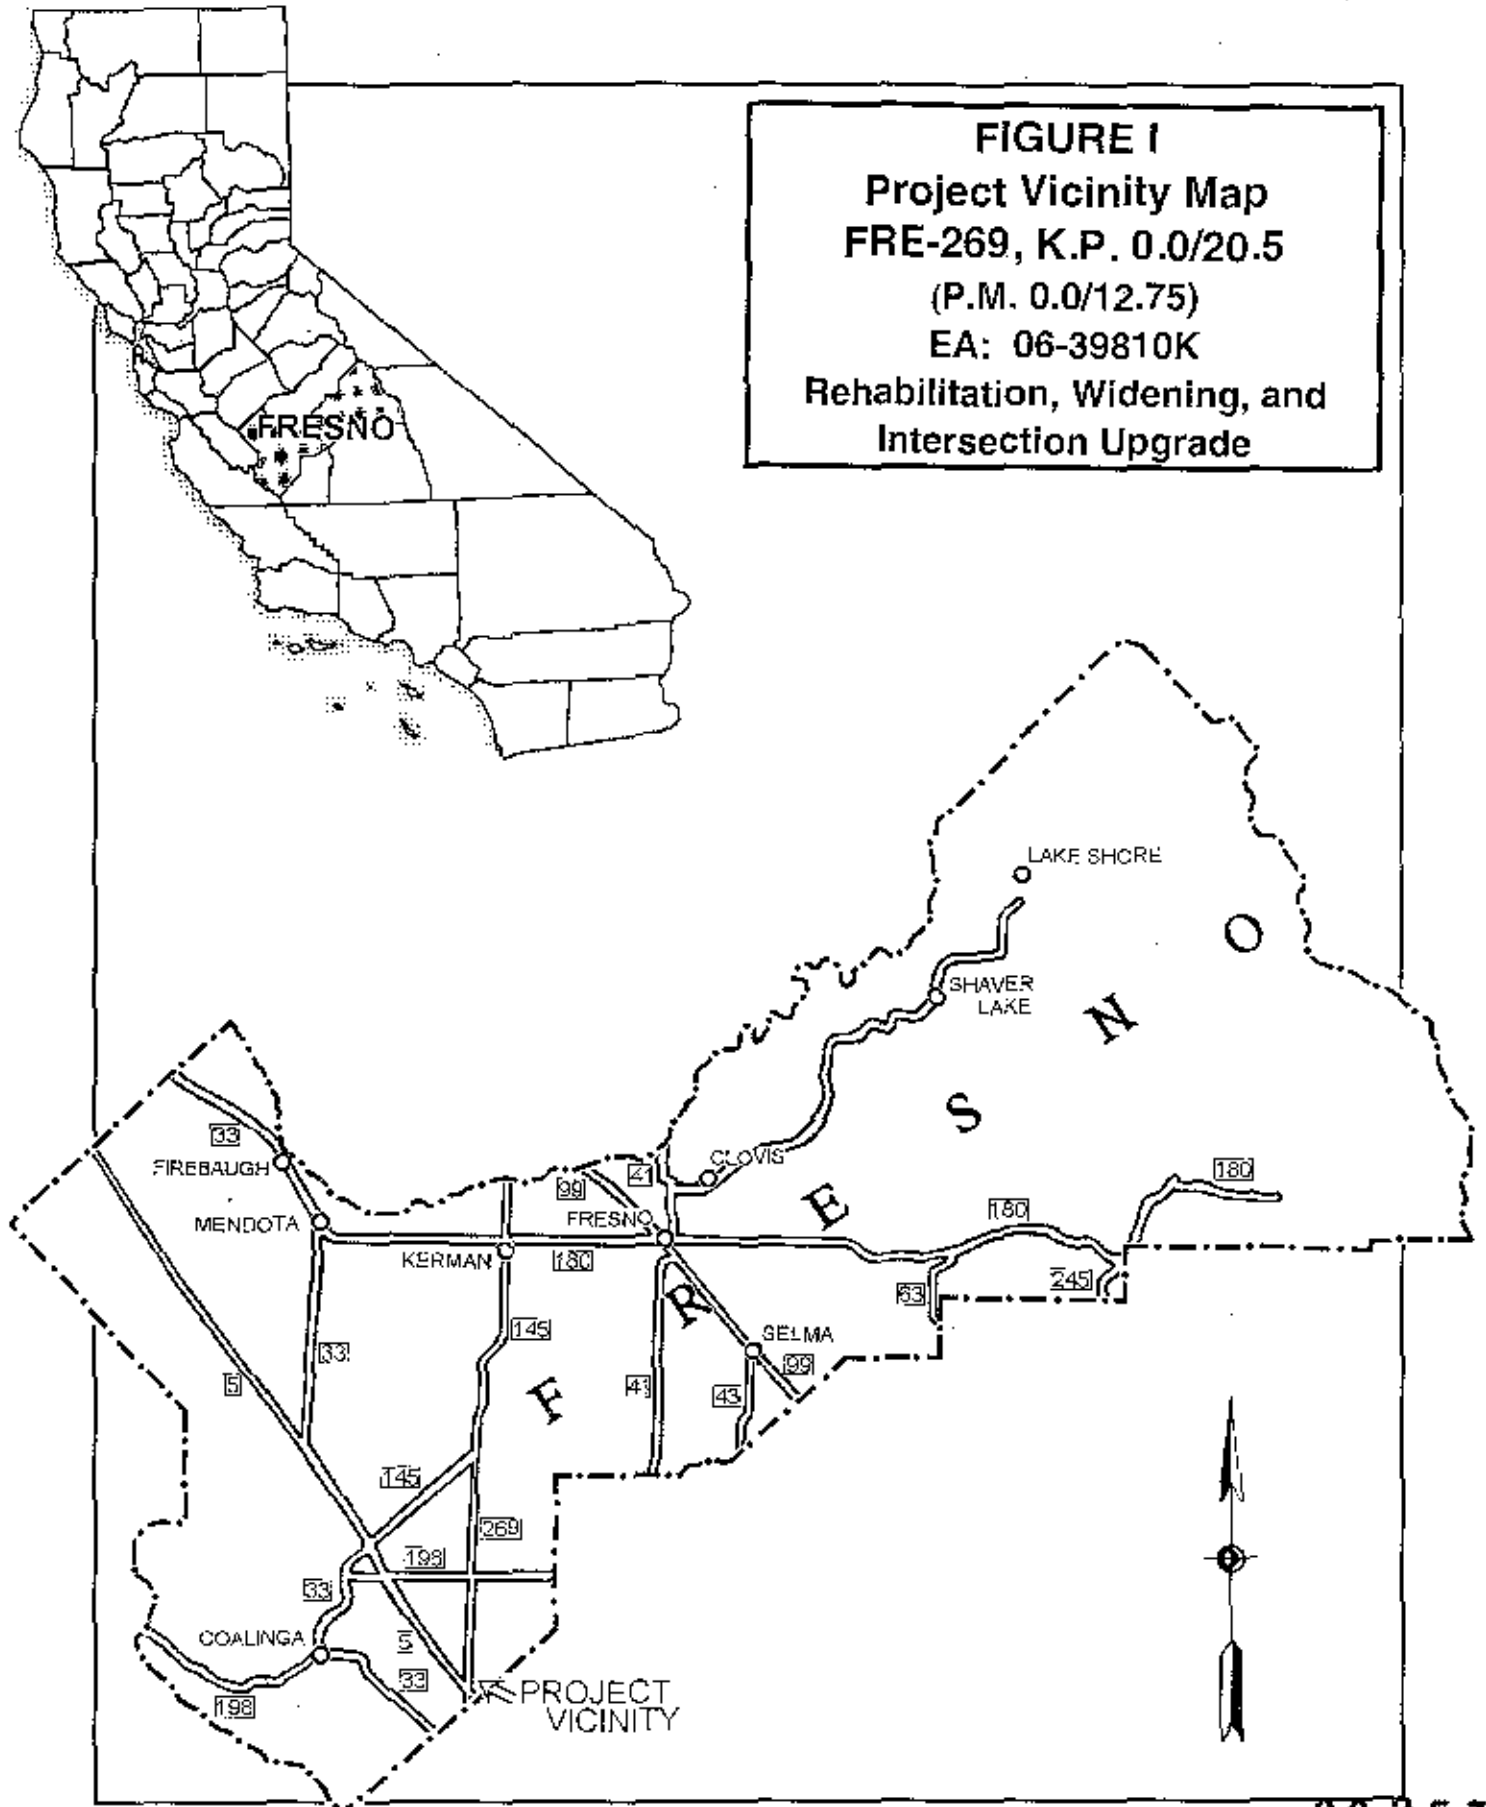 FIGURE 1
Project Vicinity Map
FRE-269, K.P. 0.0/20.5
(P.M. 0.0/12.75)
EA: 06-39810K
Rehabilitation, Widening, and
Intersection Upgrade
FRESNO
LAKE SHORE
SHAVER
LAKE
O
N
S
E
R
F
33
FIREBAUGH
CLOVIS
41
99
180
MENDOTA
FRESNO
180
KERMAN
180
245
63
145
SELMA
33
99
5
41
43
145
269
198
33
COALINGA
5
33
198
PROJECT
VICINITY